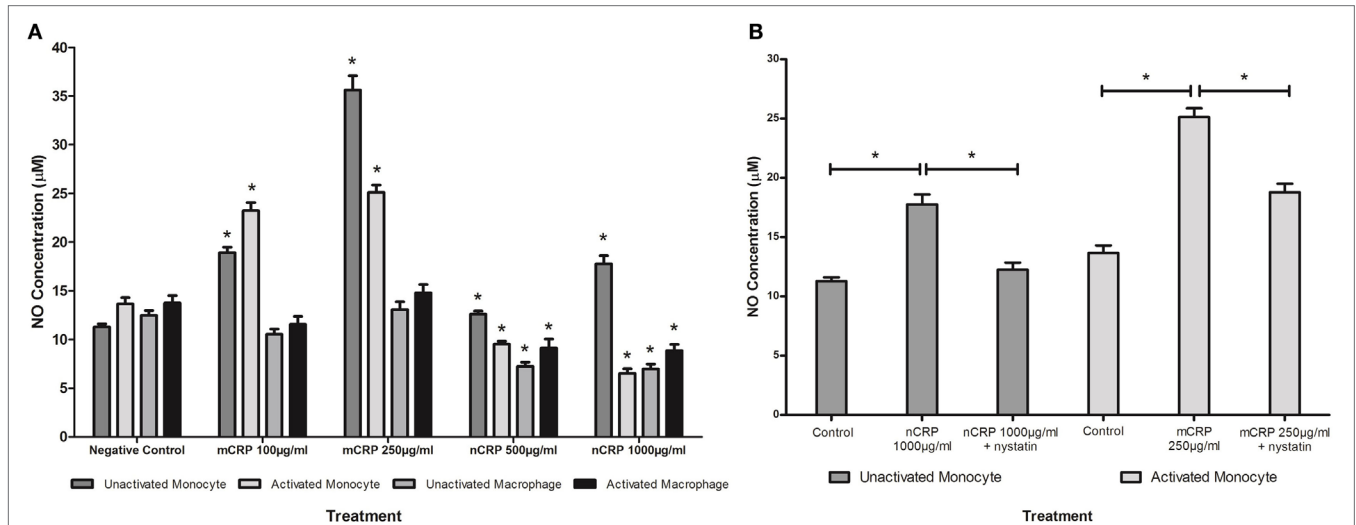 A
NO Concentration (µM)
40
35
30
25
20
15
10
5
0
*
*
*
*
*
*
*
*
*
*
*
*
Negative Control
mCRP 100µg/ml
mCRP 250µg/ml
nCRP 500µg/ml
nCRP 1000µg/ml
Unactivated Monocyte
Activated Monocyte
Unactivated Macrophage
Activated Macrophage
Treatment
B
NO Concentration (µM)
30
25
20
15
10
5
0
*
*
*
*
Control
nCRP
1000µg/ml
nCRP 1000µg/ml
+ nystatin
Control
mCRP
250µg/ml
mCRP 250µg/ml
+ nystatin
Unactivated Monocyte
Activated Monocyte
Treatment